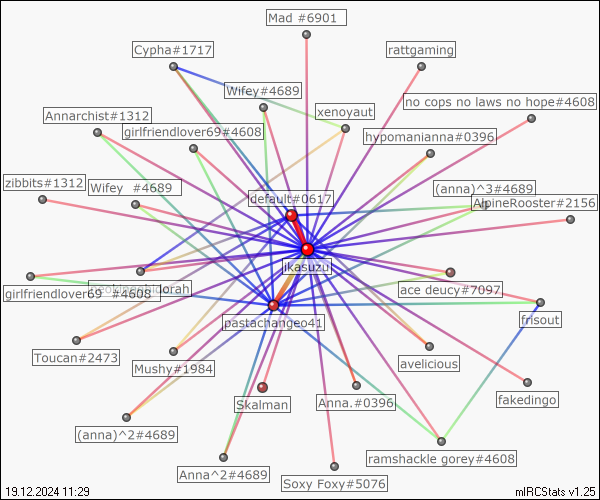 Mad #6901
Cypha#1717
rattgaming
Wifey#4689
no cops no laws no hope#4608
Annarchist#1312
xenoyaut
girlfriendlover69#4608
hypomanianna#0396
zibbits#1312
Wifey #4689
(anna)^3#4689
default#0617
AlpineRooster#2156
ikasuzu
girlfriendlover69 #4608
ace deucy#7097
pastachangeo41
frisout
Toucan#2473
Mushy#1984
avelicious
Skalman
Anna.#0396
fakedingo
(anna)^2#4689
ramshackle gorey#4608
Anna^2#4689
Soxy Foxy#5076
19.12.2024 11:29
mIRCStats v1.25